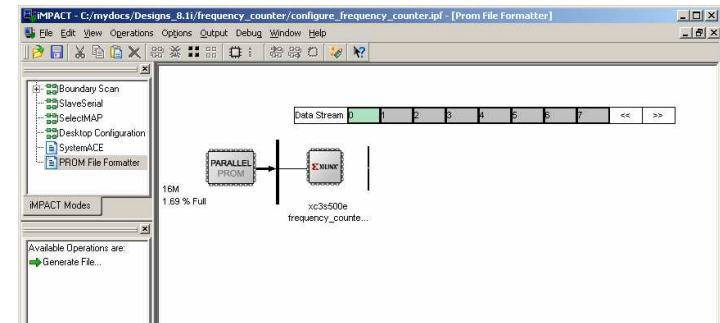 iMPACT - C:/mydocs/Designs_8.1i/frequency_counter/configure_frequency_counter.ipf - [Prom File Formatter]
File Edit View Operations Options Output Debug Window Help
Boundary Scan
SlaveSerial
SelectMAP
Desktop Configuration
SystemACE
PROM File Formatter
iMPACT Modes
Available Operations are:
Generate File...
Data Stream 0 1 2 3 4 5 6 7 << >>
PARALLEL
PROM
XILINX
16M
1.69 % Full
xc3s500e
frequency_counte...